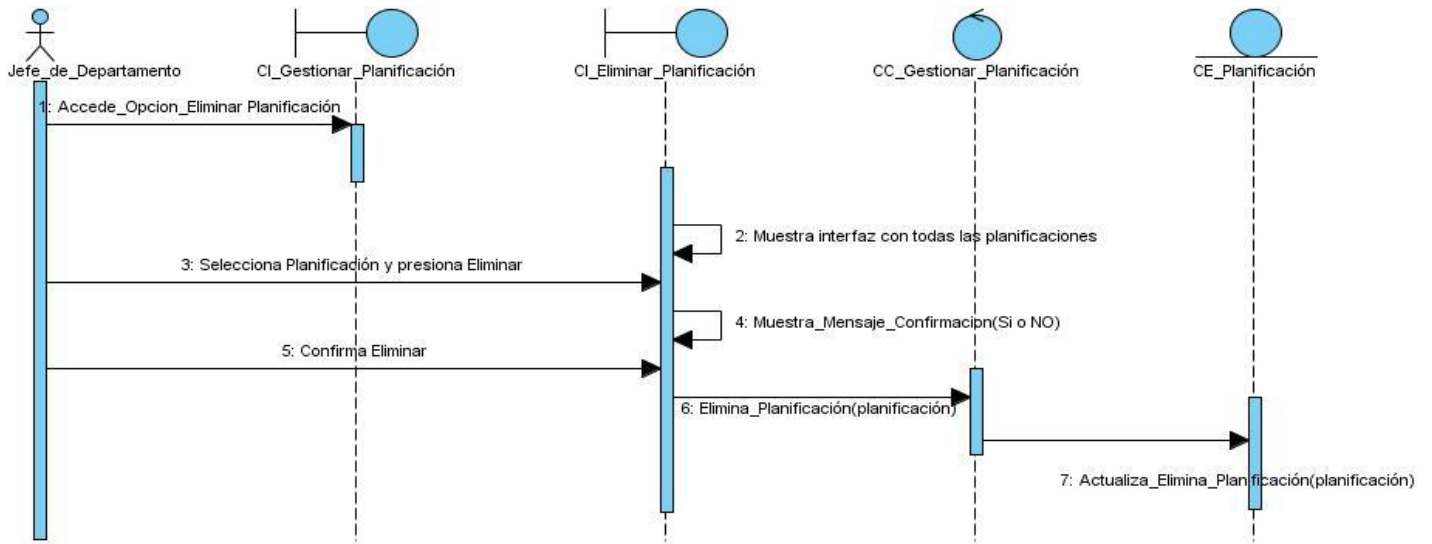 Jefe_de_Departamento
CI_Gestionar_Planificación
CI_Eliminar_Planificación
CC_Gestionar_Planificación
CE_Planificación
1: Accede_Opcion_Eliminar Planificación
2: Muestra interfaz con todas las planificaciones
3: Selecciona Planificación y presiona Eliminar
4: Muestra_Mensaje_Confirmacion(Si o NO)
5: Confirma Eliminar
6: Elimina_Planificación(planificación)
7: Actualiza_Elimina_Planificación(planificación)